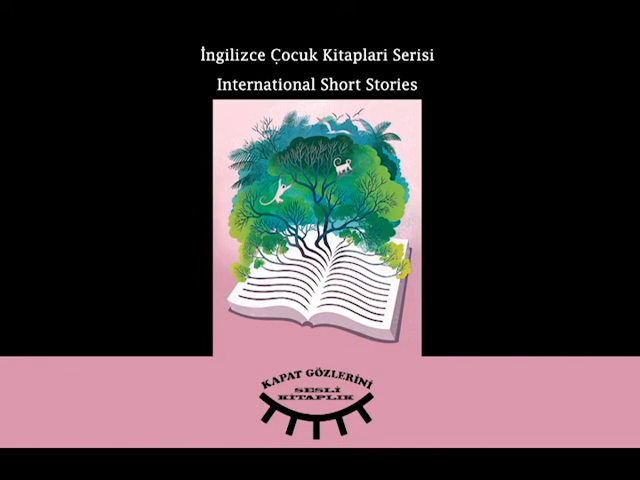 İngilizce Çocuk Kitaplari Serisi
International Short Stories
KAPAT GÖZLERİNİ
SESLİ
KİTAPLIK